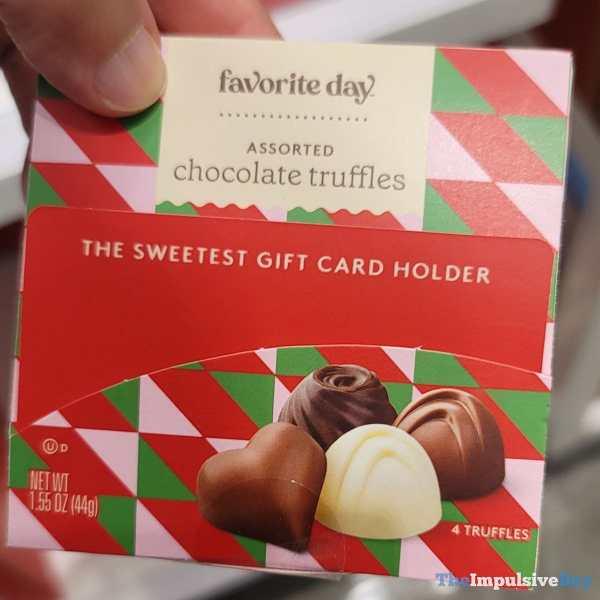 favorite day.
ASSORTED
chocolate truffles
THE SWEETEST GIFT CARD HOLDER
U D
NET WT
1.55 OZ (44g)
4 TRUFFLES
TheImpulsiveBuy